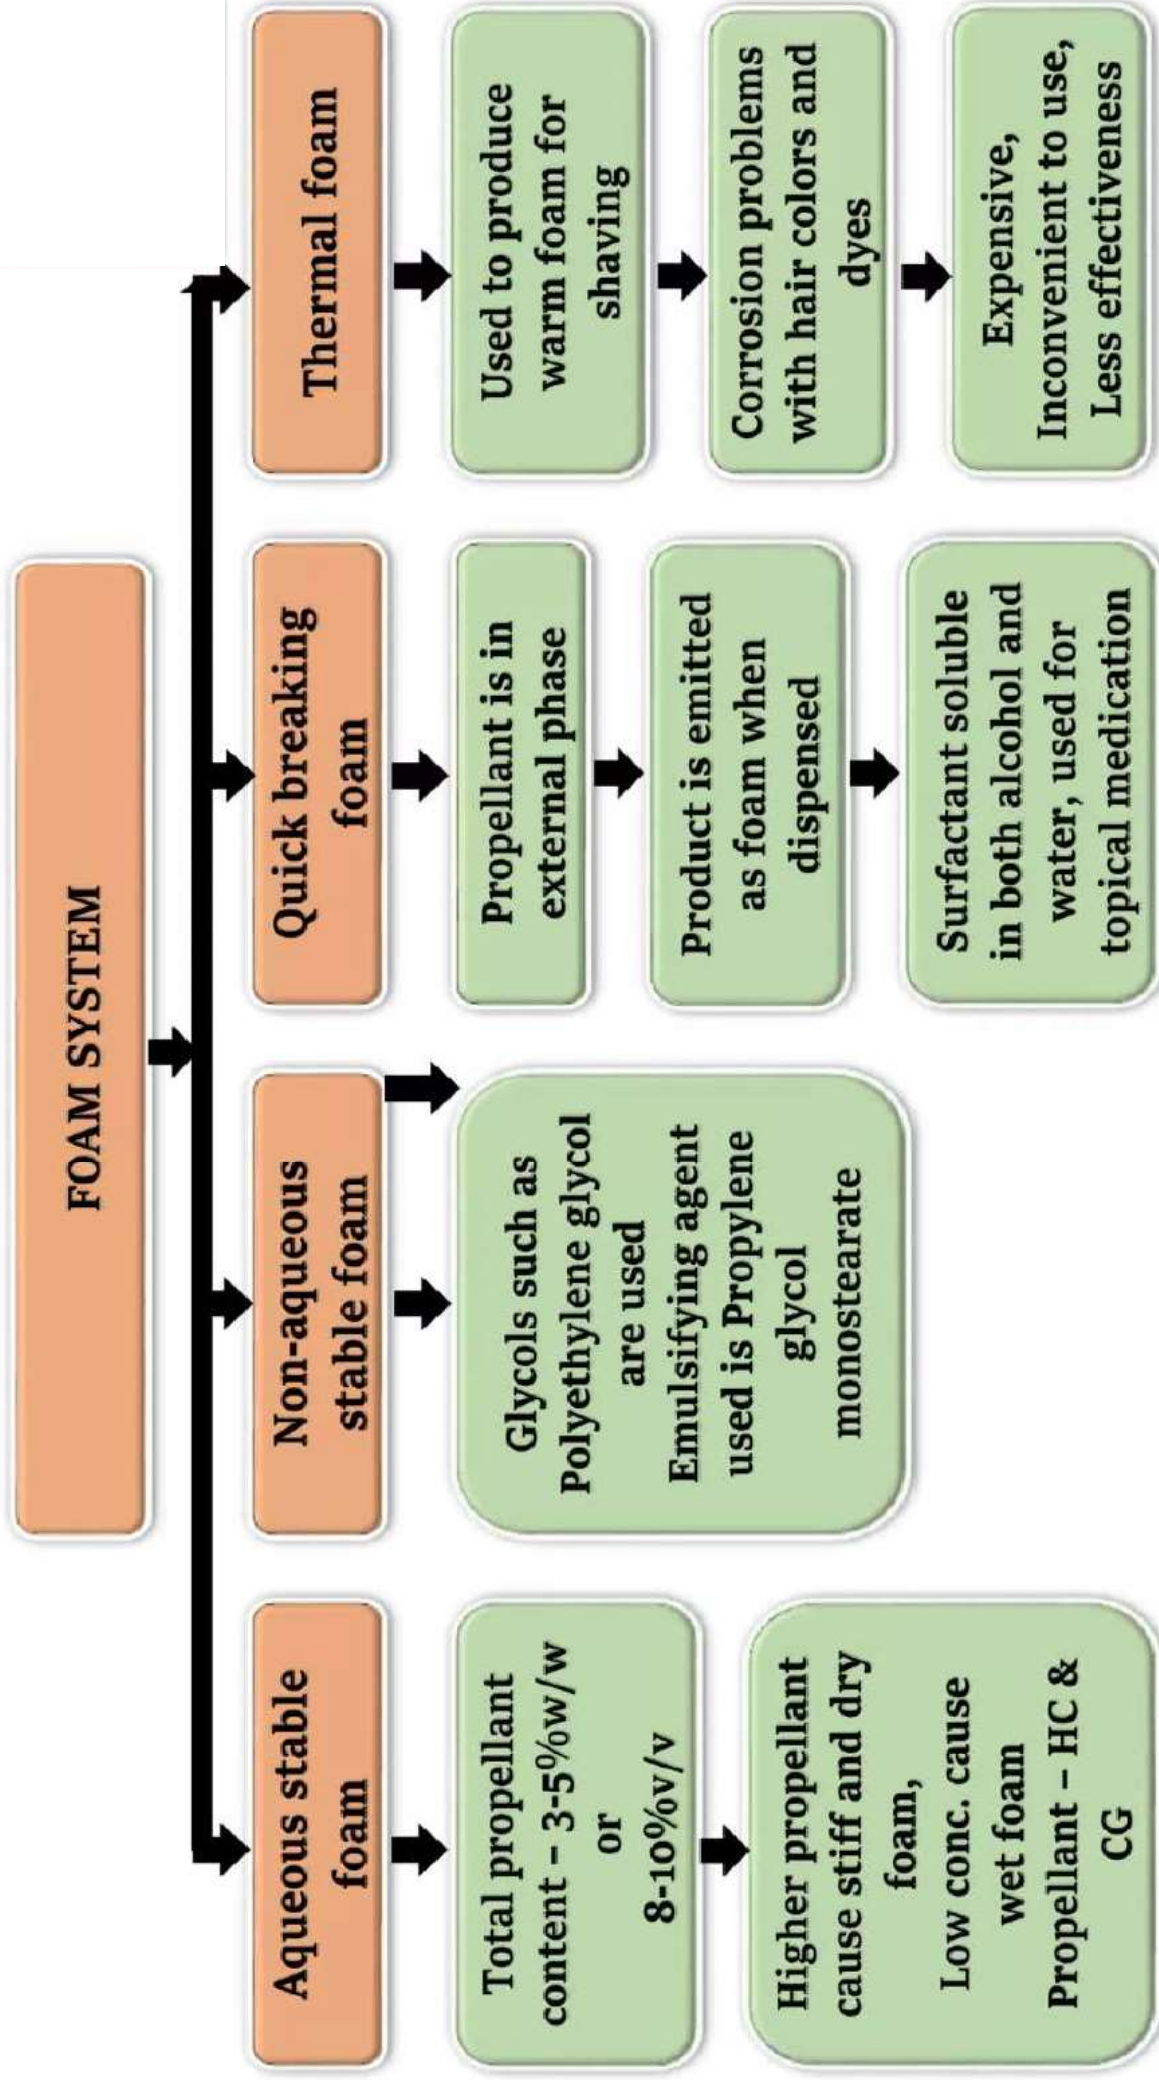 FOAM SYSTEM
Aqueous stable
foam
Total propellant
content – 3-5%w/w
or
8-10%v/v
Higher propellant
cause stiff and dry
foam,
Low conc. cause
wet foam
Propellant – HC &
CG
Non-aqueous
stable foam
Glycols such as
Polyethylene glycol
are used
Emulsifying agent
used is Propylene
glycol
monostearate
Quick breaking
foam
Propellant is in
external phase
Product is emitted
as foam when
dispensed
Surfactant soluble
in both alcohol and
water, used for
topical medication
Thermal foam
Used to produce
warm foam for
shaving
Corrosion problems
with hair colors and
dyes
Expensive,
Inconvenient to use,
Less effectiveness